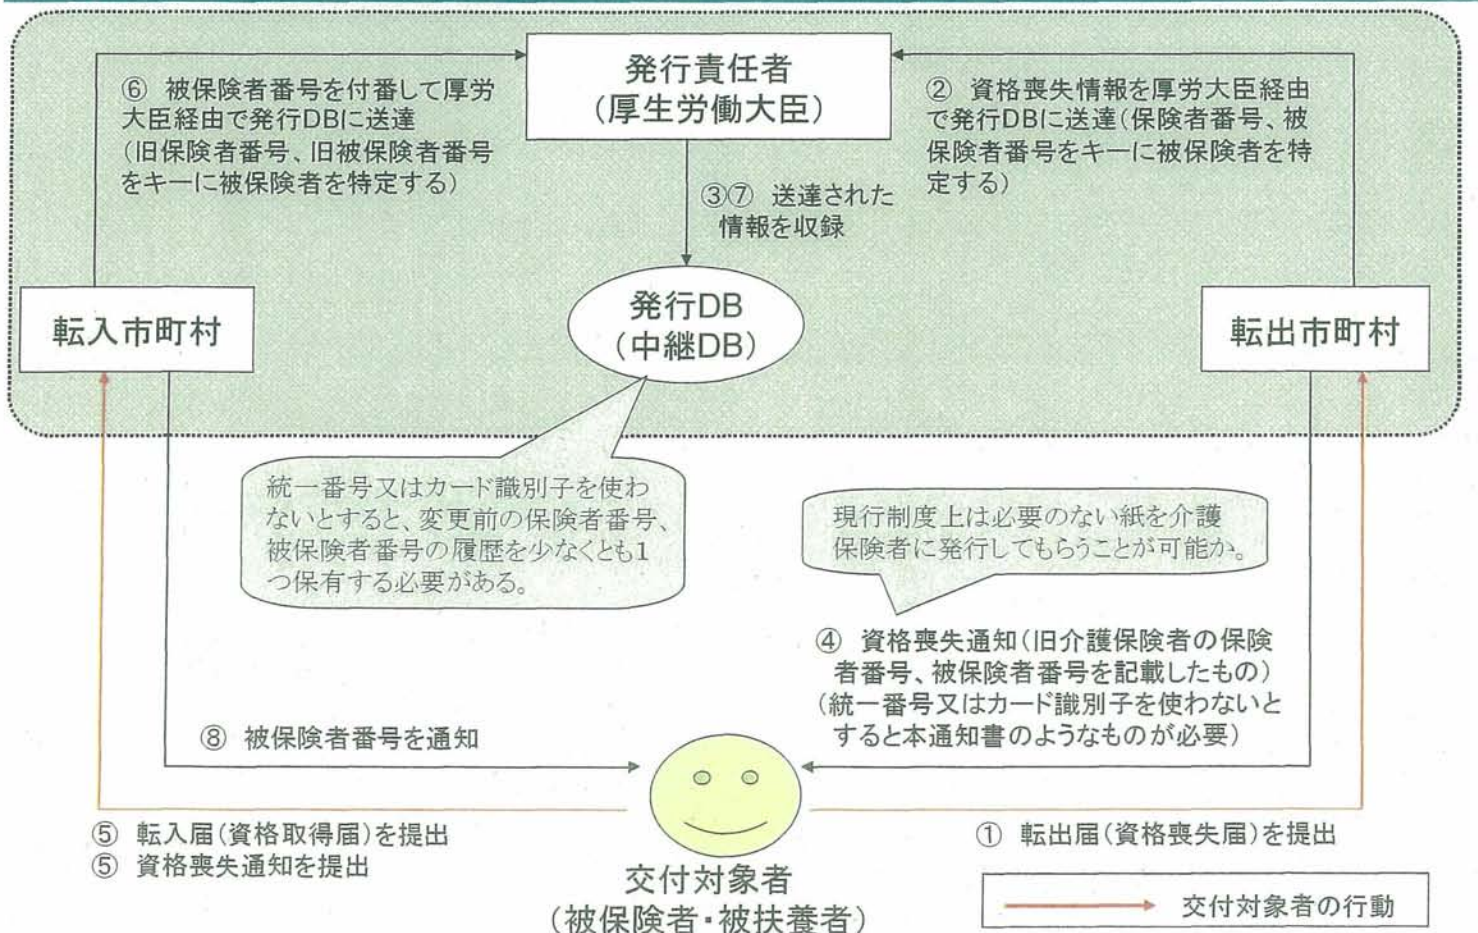 発行責任者
(厚生労働大臣)
⑥ 被保険者番号を付番して厚労
大臣経由で発行DBに送達
(旧保険者番号、旧被保険者番号
をキーに被保険者を特定する)
② 資格喪失情報を厚労大臣経由
で発行DBに送達(保険者番号、被
保険者番号をキーに被保険者を特
定する)
③⑦ 送達された
情報を収録
転入市町村
発行DB
(中継DB)
転出市町村
統一番号又はカード識別子を使わ
ないとすると、変更前の保険者番号、
被保険者番号の履歴を少なくとも1
つ保有する必要がある。
現行制度上は必要のない紙を介護
保険者に発行してもらうことが可能か。
④ 資格喪失通知(旧介護保険者の保険
者番号、被保険者番号を記載したもの)
(統一番号又はカード識別子を使わないと
すると本通知書のようなものが必要)
⑧ 被保険者番号を通知
⑤ 転入届(資格取得届)を提出
⑤ 資格喪失通知を提出
① 転出届(資格喪失届)を提出
交付対象者
(被保険者・被扶養者)
交付対象者の行動